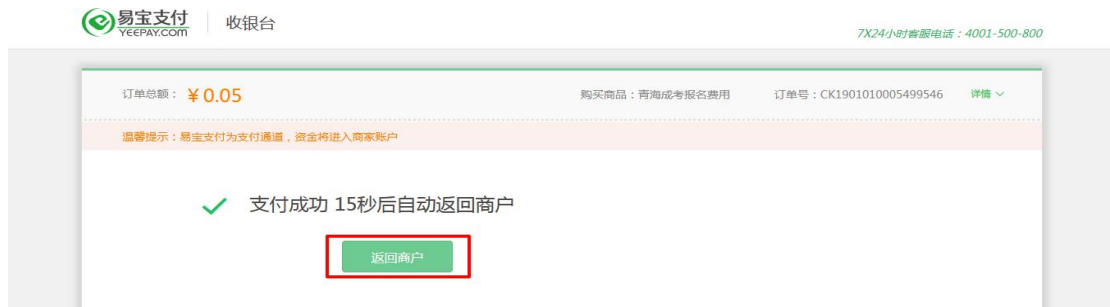 易宝支付 收银台
YEEPAY.COM
7X24小时客服电话：4001-500-800
订单总额：￥0.05 购买商品：青海成考报名费用 订单号：CK1901010005499546 详情
温馨提示：易宝支付为支付通道，资金将进入商家账户
支付成功 15秒后自动返回商户
返回商户